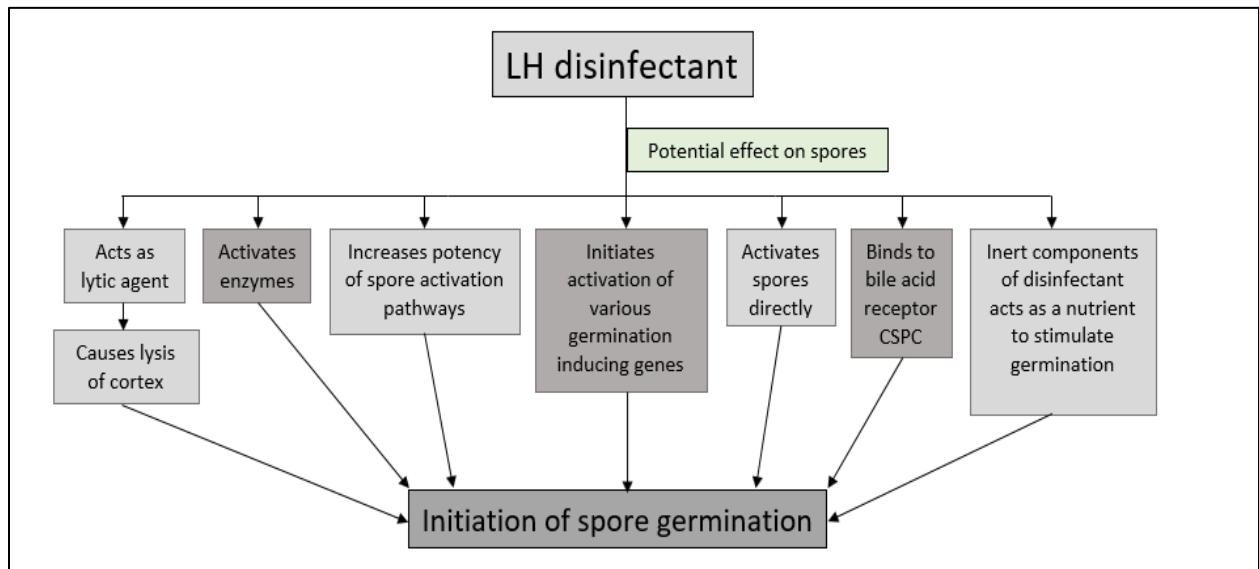 LH disinfectant
Potential effect on spores
Acts as
lytic agent
Causes lysis
of cortex
Activates
enzymes
Increases potency
of spore activation
pathways
Initiates
activation of
various
germination
inducing genes
Activates
spores
directly
Binds to
bile acid
receptor
CSPC
Inert components
of disinfectant
acts as a nutrient
to stimulate
germination
Initiation of spore germination